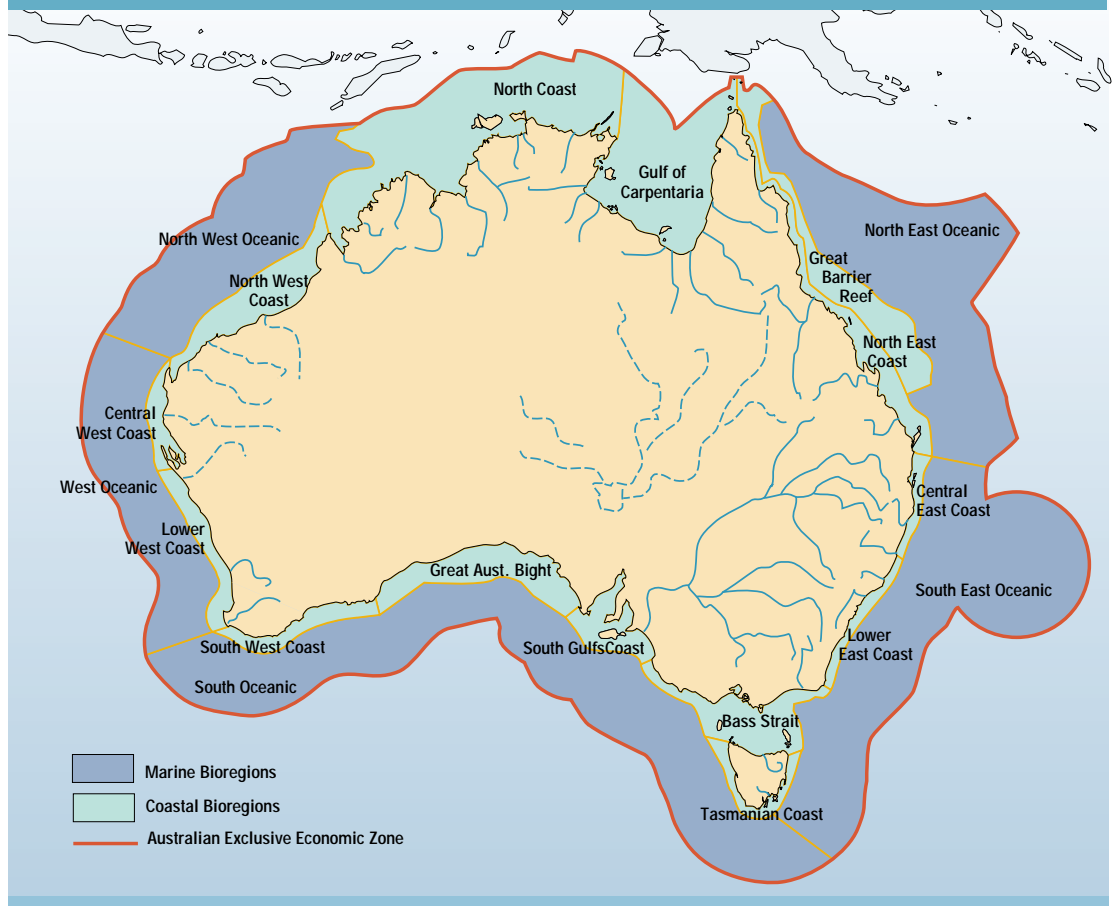 North Coast
Gulf of
Carpentaria
North West Oceanic
North East Oceanic
North West
Coast
Great
Barrier
Reef
North East
Coast
Central
West Coast
West Oceanic
Central
East Coast
Lower
West Coast
Great Aust. Bight
South East Oceanic
South West Coast
South GulfsCoast
Lower
East Coast
South Oceanic
Bass Strait
Marine Bioregions
Coastal Bioregions
Tasmanian Coast
Australian Exclusive Economic Zone